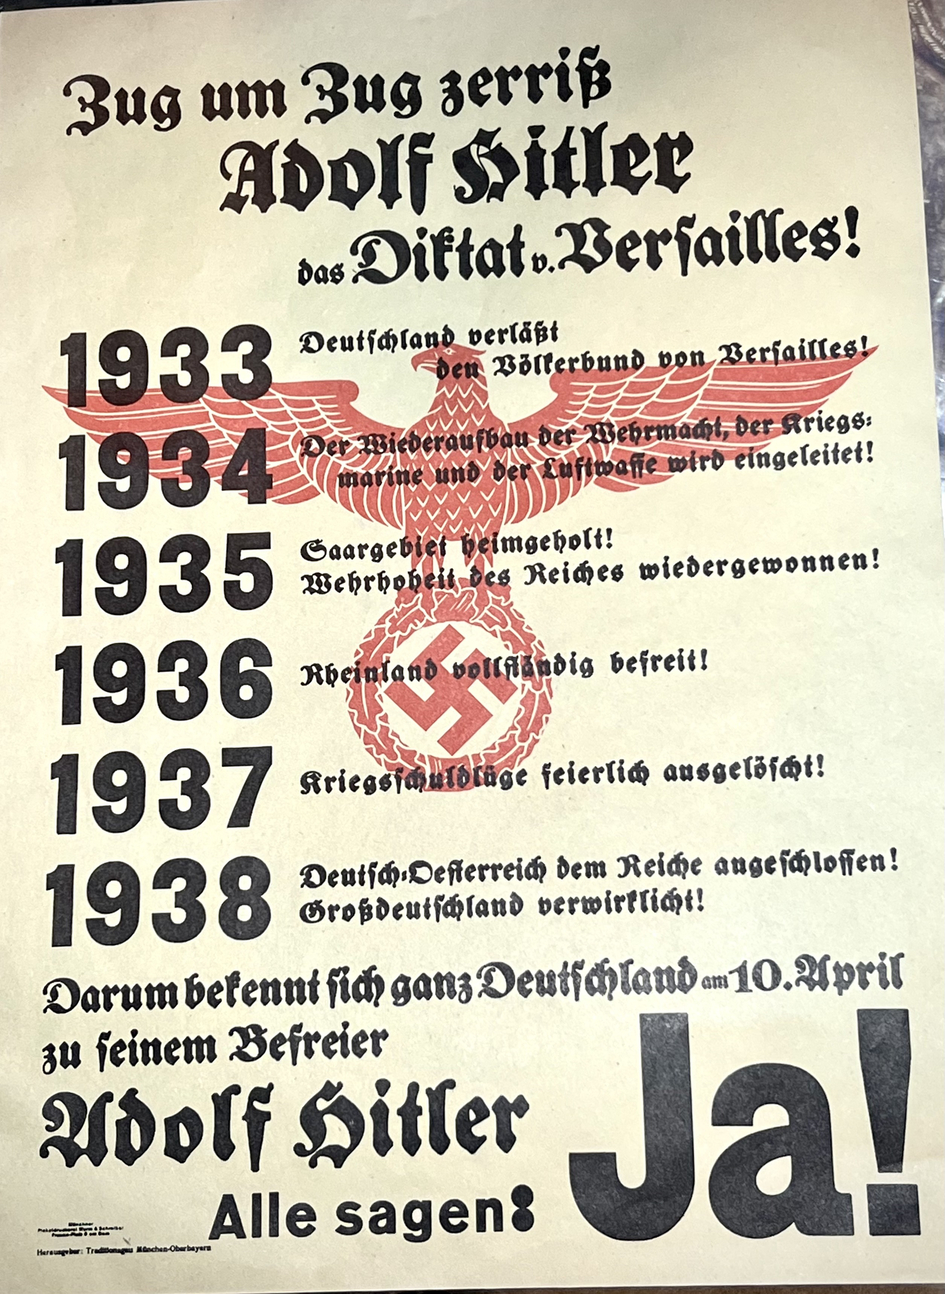 Zug um Zug zerriß
Adolf Hitler
das Diktat v. Versailles!
1933 Deutschland verläßt
den Völkerbund von Versailles!
1934 Der Wiederaufbau der Wehrmacht, der Kriegs-
marine und der Luftwaffe wird eingeleitet!
1935 Saargebiet heimgeholt!
Wehrhoheit des Reiches wiedergewonnen!
1936 Rheinland vollständig befreit!
1937 Kriegsschuldlüge feierlich ausgelöscht!
1938 Deutsch-Oesterreich dem Reiche angeschlossen!
Großdeutschland verwirklicht!
Darum bekennt sich ganz Deutschland am 10. April
zu seinem Befreier
Adolf Hitler
Alle sagen: Ja!
Münchner
Plakatdruckerei & Schreiber
Herausgeber: Traditionsgau München-Oberbayern